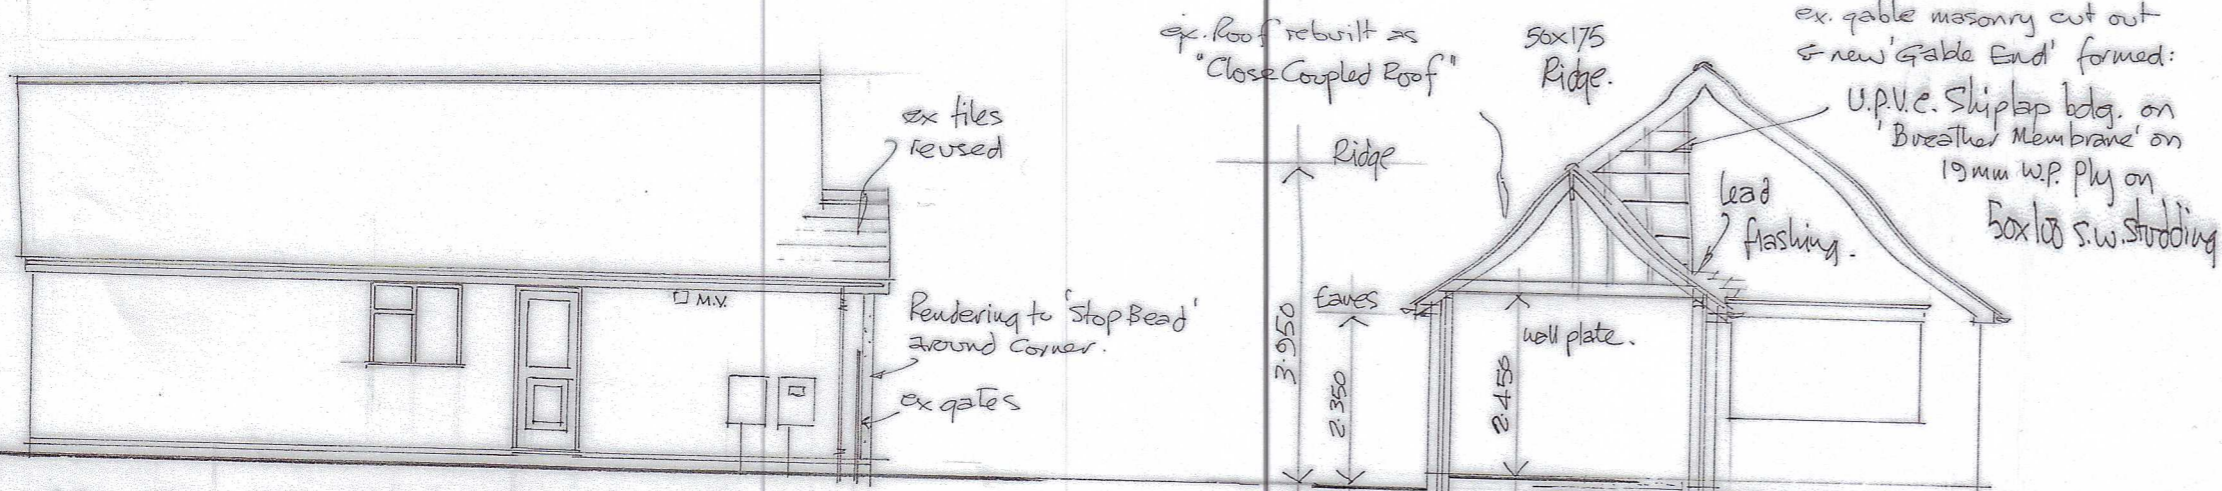 ex tiles
reused
M.V.
Rendering to 'Stop Bead'
around Corner.
ex gates
ex. Roof rebuilt as
"Close Coupled Roof"
50x175
Ridge.
Ridge
Eaves
3.950
2.350
2.450
wall plate.
lead
flashing.
ex. gable masonry cut out
& new 'Gable End' formed:
U.P.V.C. Shiplap bdg. on
'Breather Membrane' on
19mm W.P. Ply on
50x100 S.W. Studding